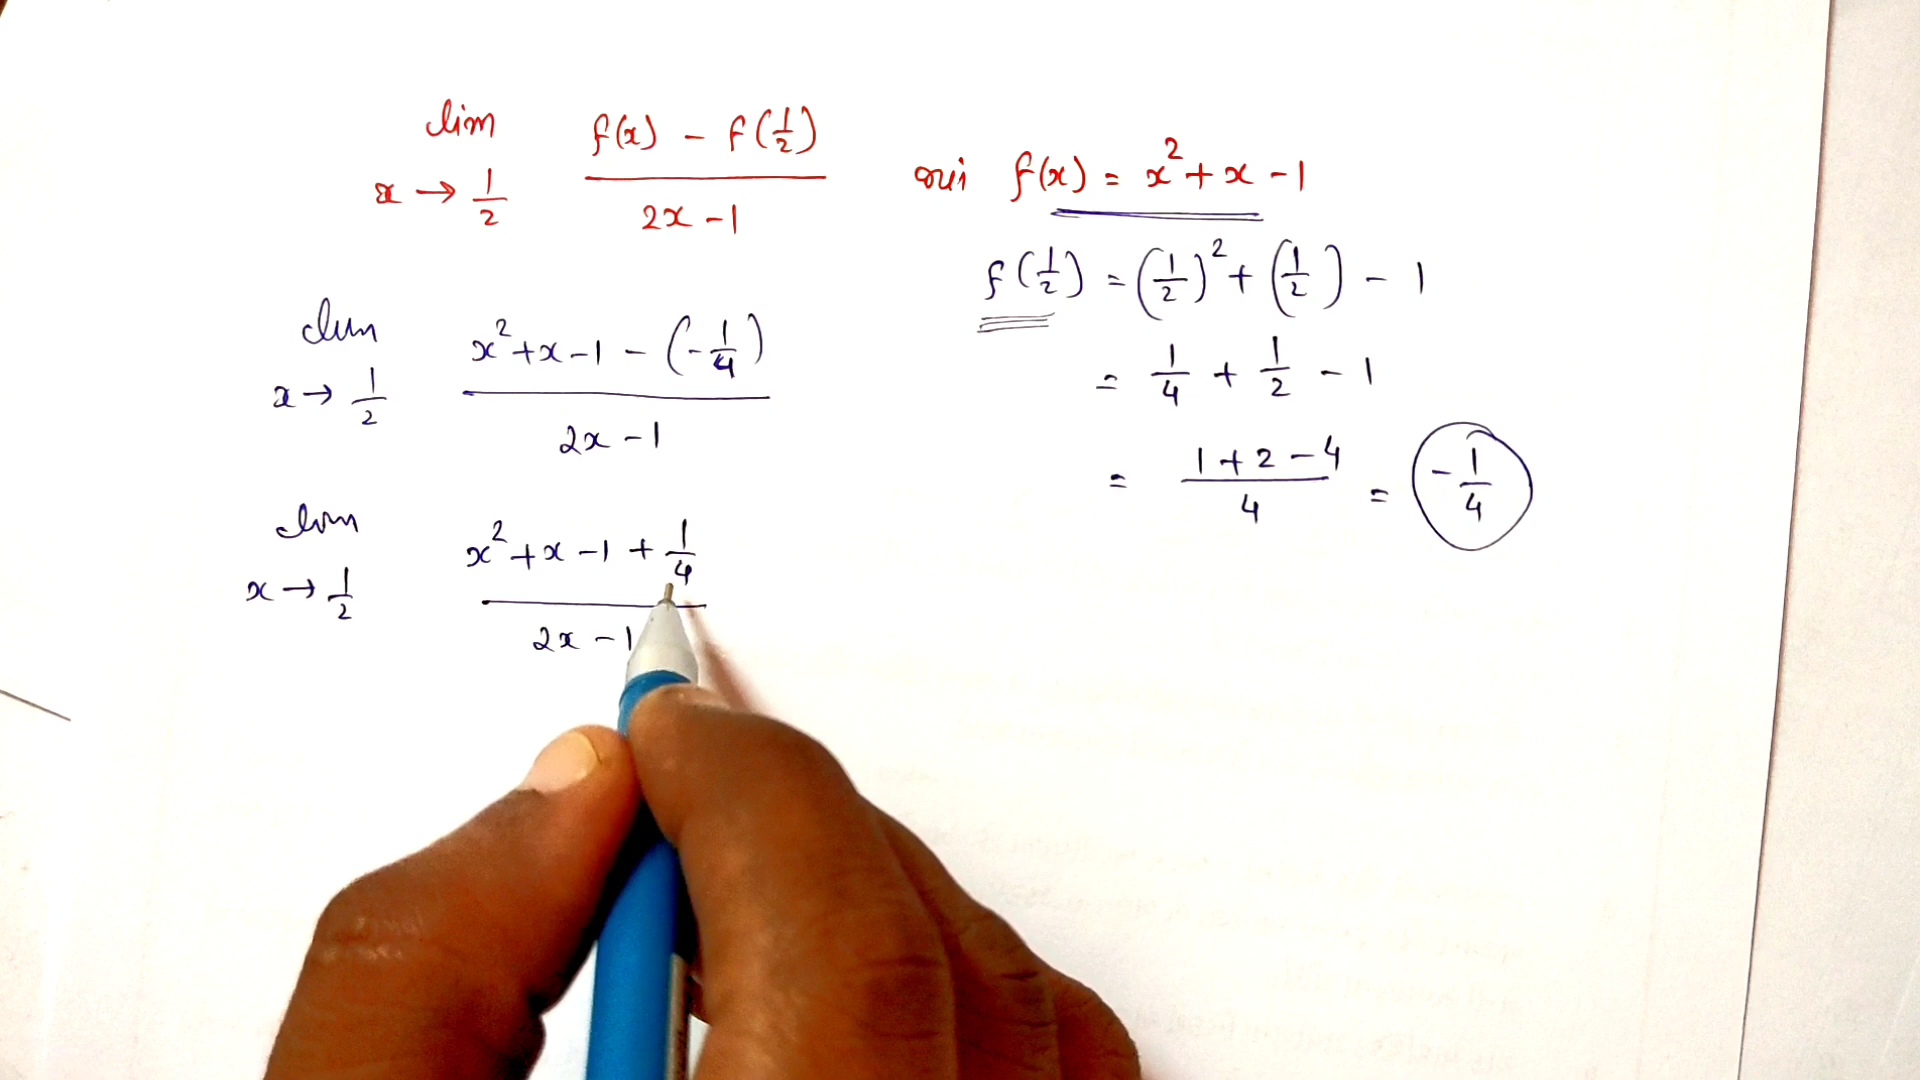 lim x → 1/2 (f(x) - f(1/2)) / (2x - 1) f(x) = x² + x - 1
f(1/2) = (1/2)² + (1/2) - 1
lim x → 1/2 (x² + x - 1 - (-1/4)) / (2x - 1)
= 1/4 + 1/2 - 1
= (1 + 2 - 4) / 4 = -1/4
lim x → 1/2 (x² + x - 1 + 1/4) / (2x - 1)